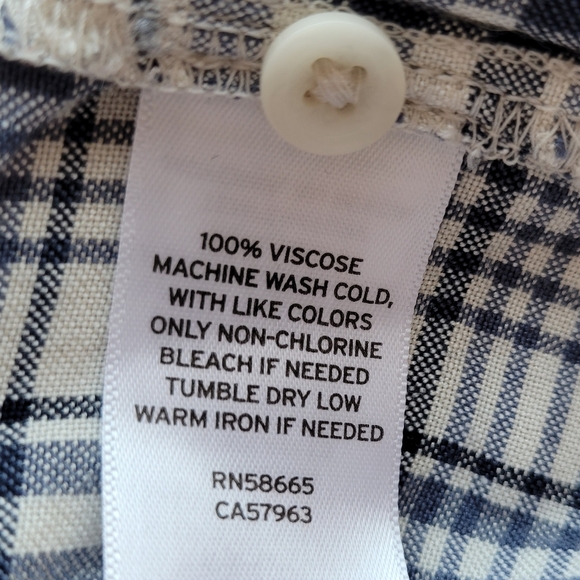 100% VISCOSE
MACHINE WASH COLD,
WITH LIKE COLORS
ONLY NON-CHLORINE
BLEACH IF NEEDED
TUMBLE DRY LOW
WARM IRON IF NEEDED
RN58665
CA57963